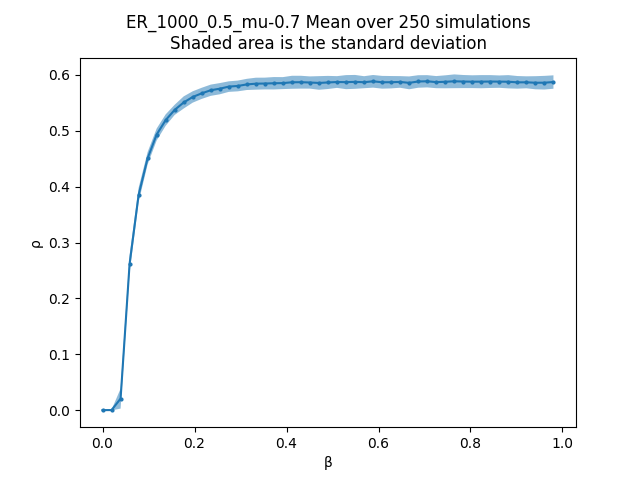 ER_1000_0.5_mu-0.7 Mean over 250 simulations
Shaded area is the standard deviation
0.6
0.5
0.4
0.3
0.2
0.1
0.0
ρ
0.0 0.2 0.4 0.6 0.8 1.0
β